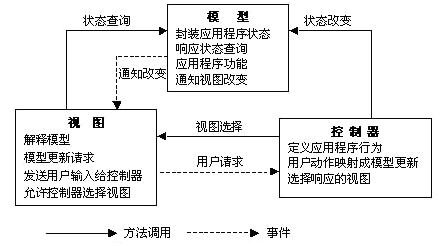 状态查询
模 型
状态改变
封装应用程序状态
响应状态查询
应用程序功能
通知视图改变
通知改变
视 图
解释模型
模型更新请求
发送用户输入给控制器
允许控制器选择视图
视图选择
用户请求
控制器
定义应用程序行为
用户动作映射成模型更新
选择响应的视图
方法调用
事件